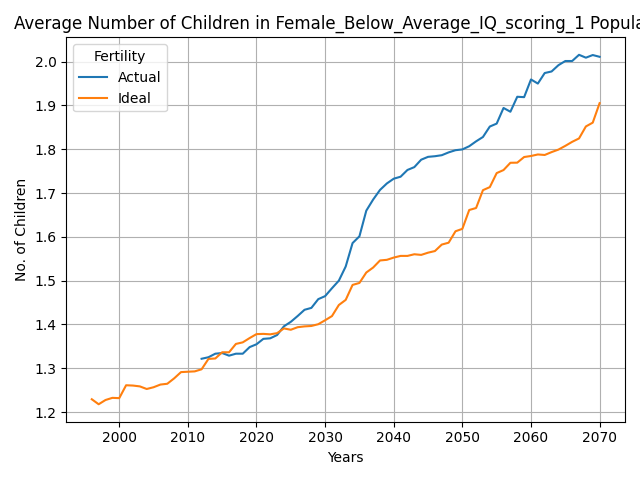 Average Number of Children in Female_Below_Average_IQ_scoring_1 Popula
Fertility
Actual
Ideal
No. of Children
2.0
1.9
1.8
1.7
1.6
1.5
1.4
1.3
1.2
2000 2010 2020 2030 2040 2050 2060 2070
Years